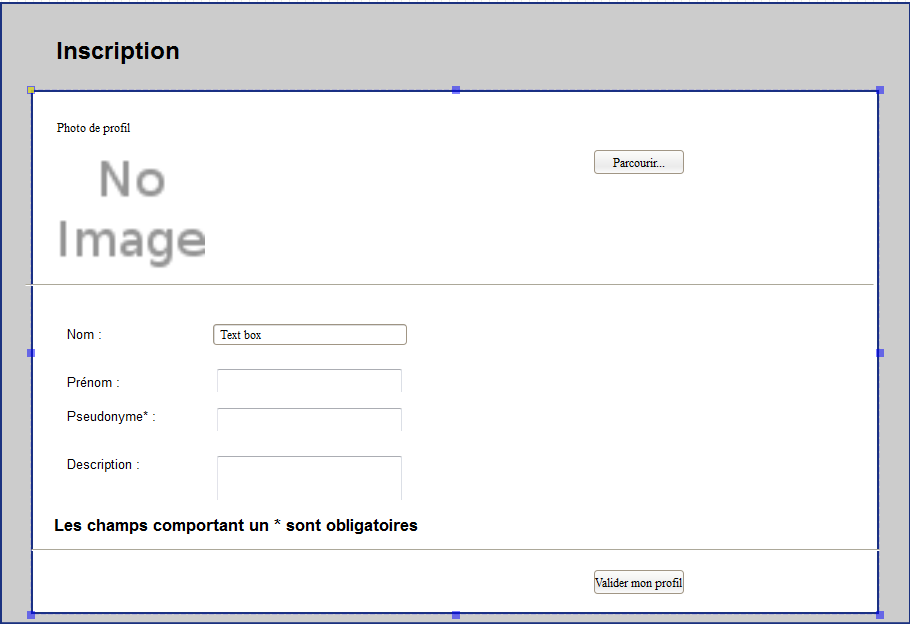 Inscription
Photo de profil
No
Image
Parcourir...
Nom :
Text box
Prénom :
Pseudonyme* :
Description :
Les champs comportant un * sont obligatoires
Valider mon profil